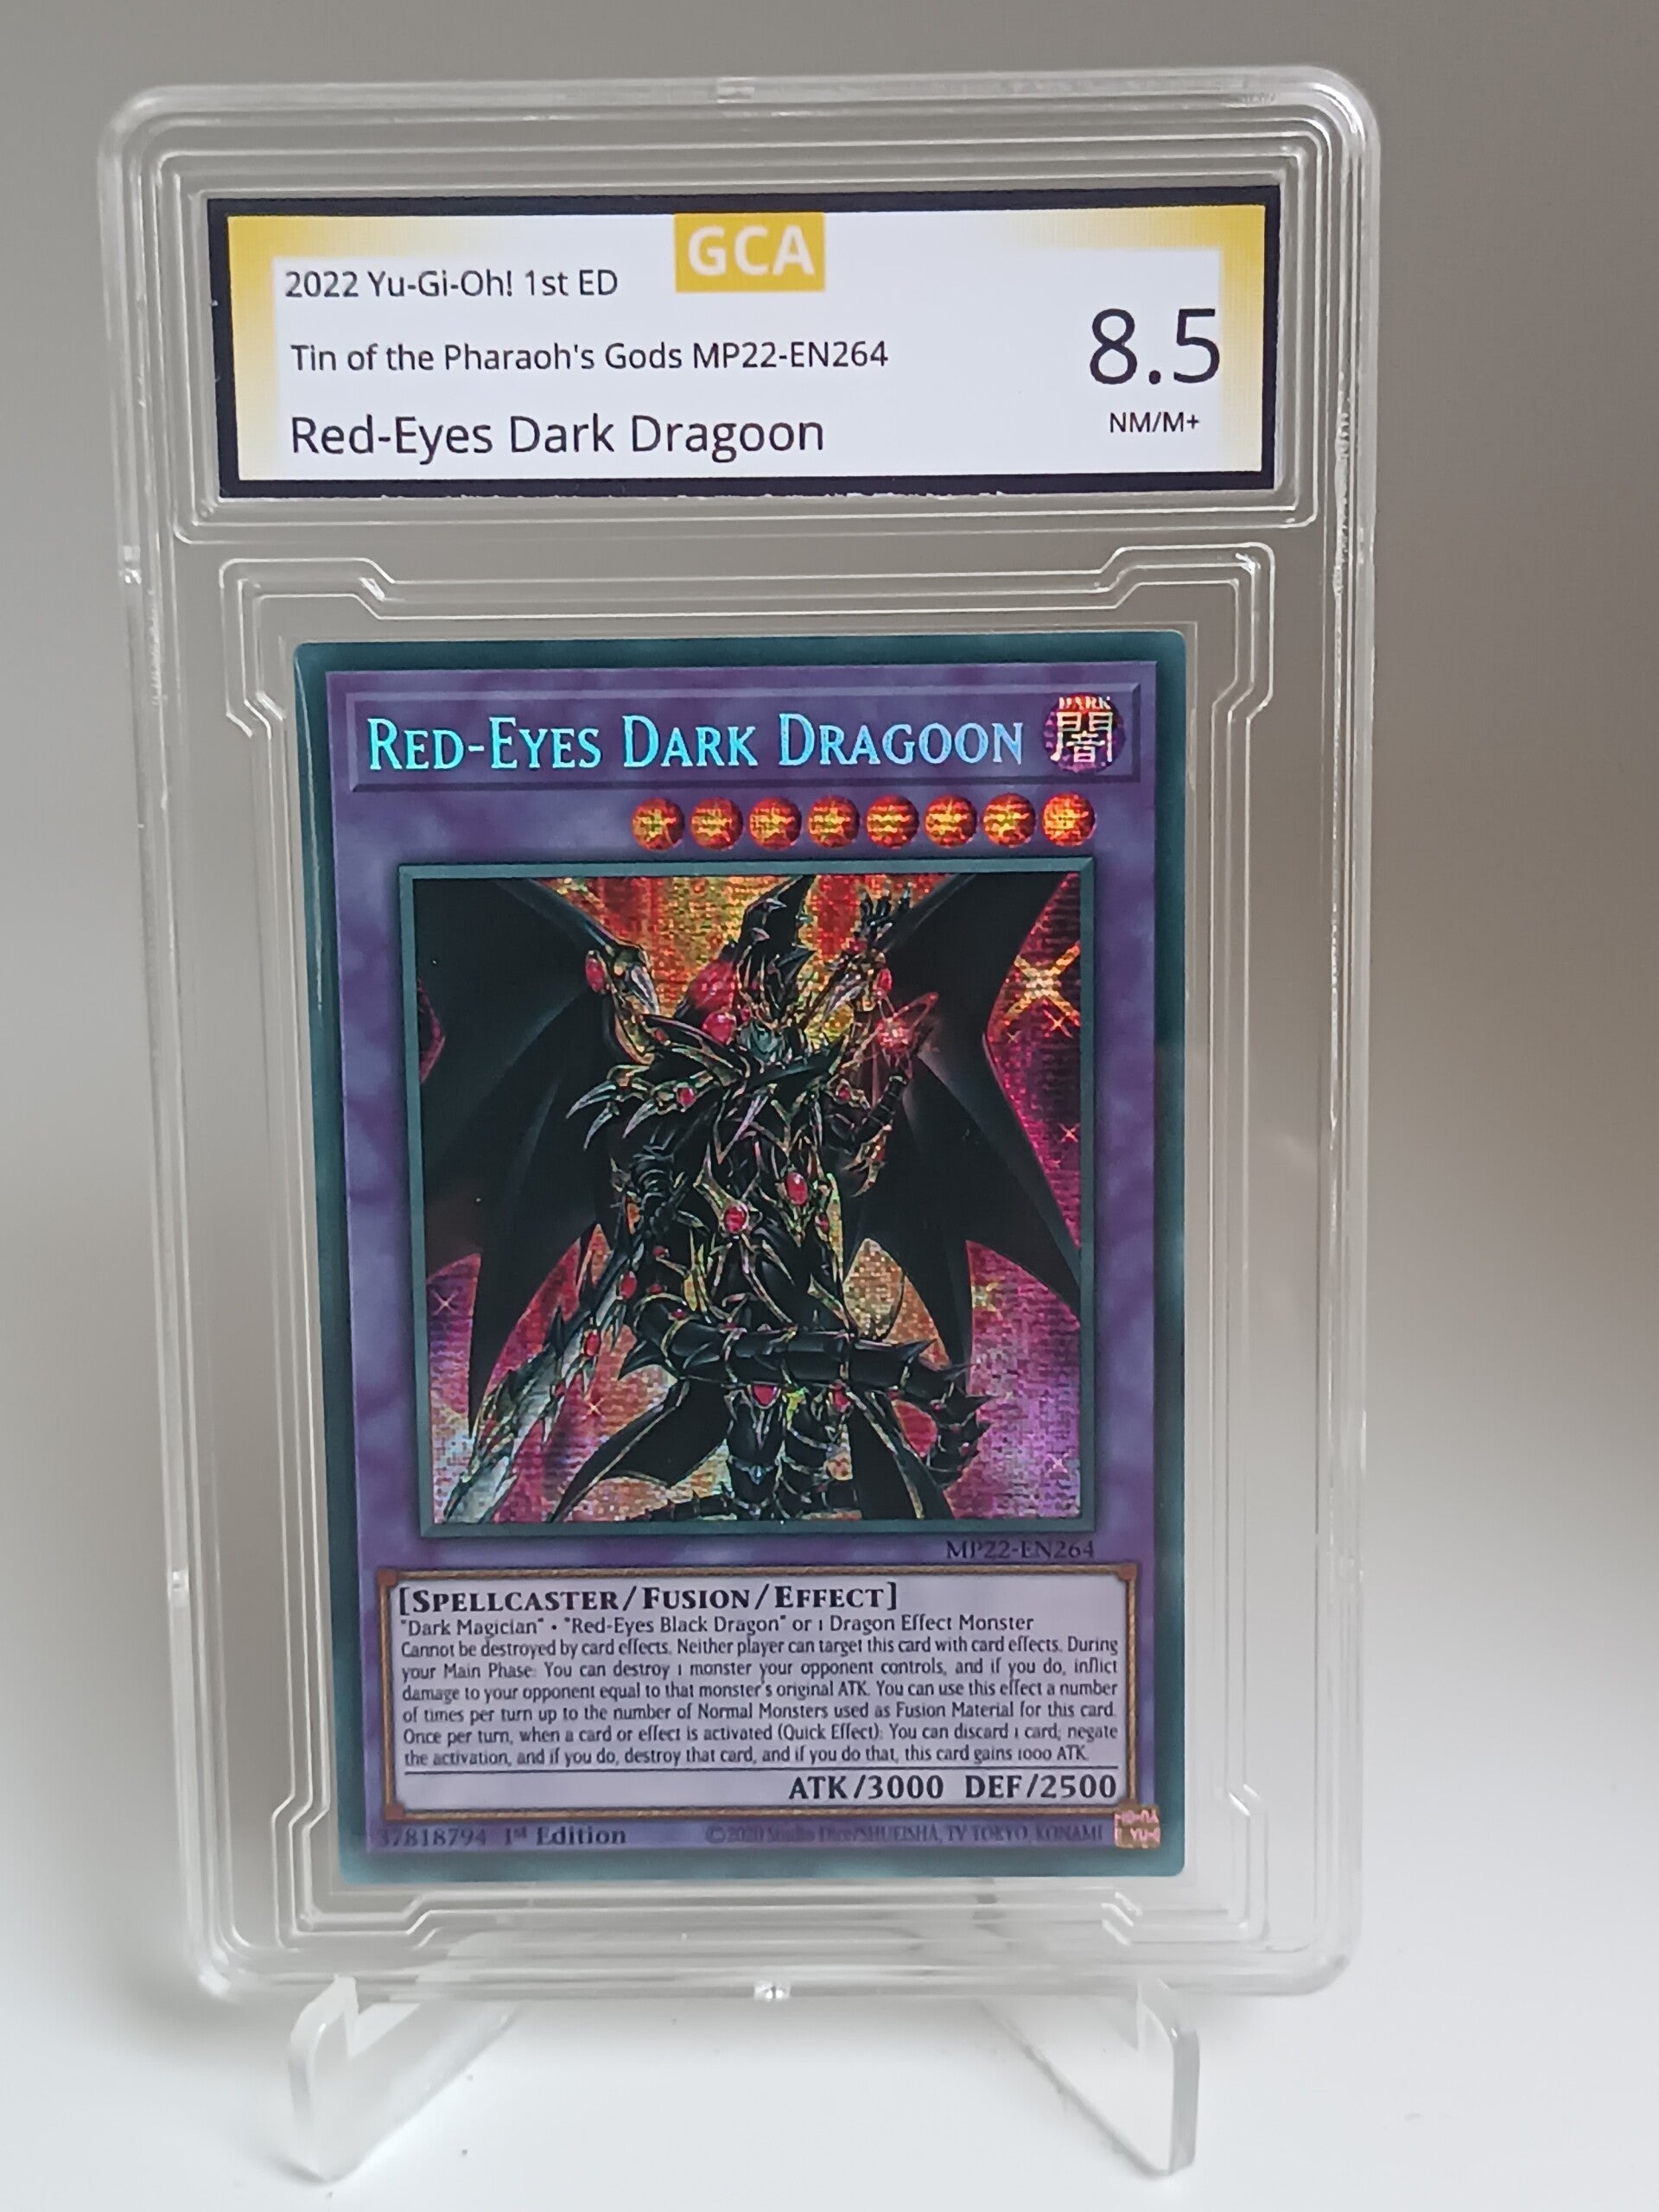 GCA
2022 Yu-Gi-Oh! 1st ED
Tin of the Pharaoh's Gods MP22-EN264
Red-Eyes Dark Dragoon
8.5
NM/M+
RED-EYES DARK DRAGOON
DARK
闇
MP22-EN264
[SPELLCASTER/FUSION/EFFECT]
"Dark Magician" • "Red-Eyes Black Dragon" or 1 Dragon Effect Monster
Cannot be destroyed by card effects. Neither player can target this card with card effects. During
your Main Phase: You can destroy 1 monster your opponent controls, and if you do, inflict
damage to your opponent equal to that monster's original ATK. You can use this effect a number
of times per turn up to the number of Normal Monsters used as Fusion Material for this card.
Once per turn, when a card or effect is activated (Quick Effect): You can discard 1 card; negate
the activation, and if you do, destroy that card, and if you do that, this card gains 1000 ATK.
ATK/3000 DEF/2500
37818794 1st Edition
©2020 Studio Dice/SHUEISHA, TV TOKYO, KONAMI